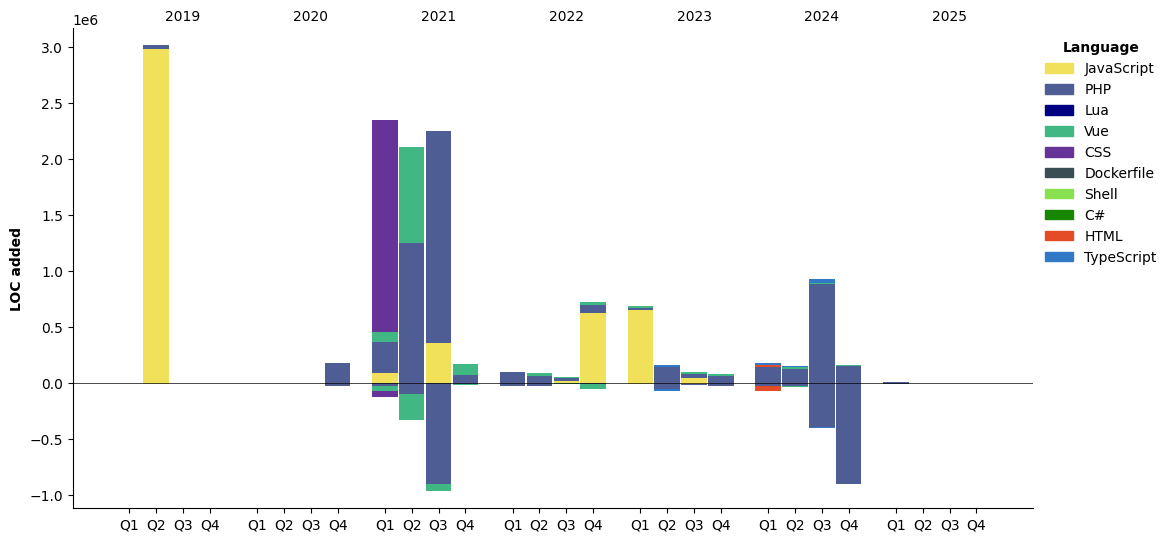 1e6
2019 2020 2021 2022 2023 2024 2025
LOC added
3.0
2.5
2.0
1.5
1.0
0.5
0.0
−0.5
−1.0
Q1 Q2 Q3 Q4 Q1 Q2 Q3 Q4 Q1 Q2 Q3 Q4 Q1 Q2 Q3 Q4 Q1 Q2 Q3 Q4 Q1 Q2 Q3 Q4 Q1 Q2 Q3 Q4
Language
JavaScript
PHP
Lua
Vue
CSS
Dockerfile
Shell
C#
HTML
TypeScript